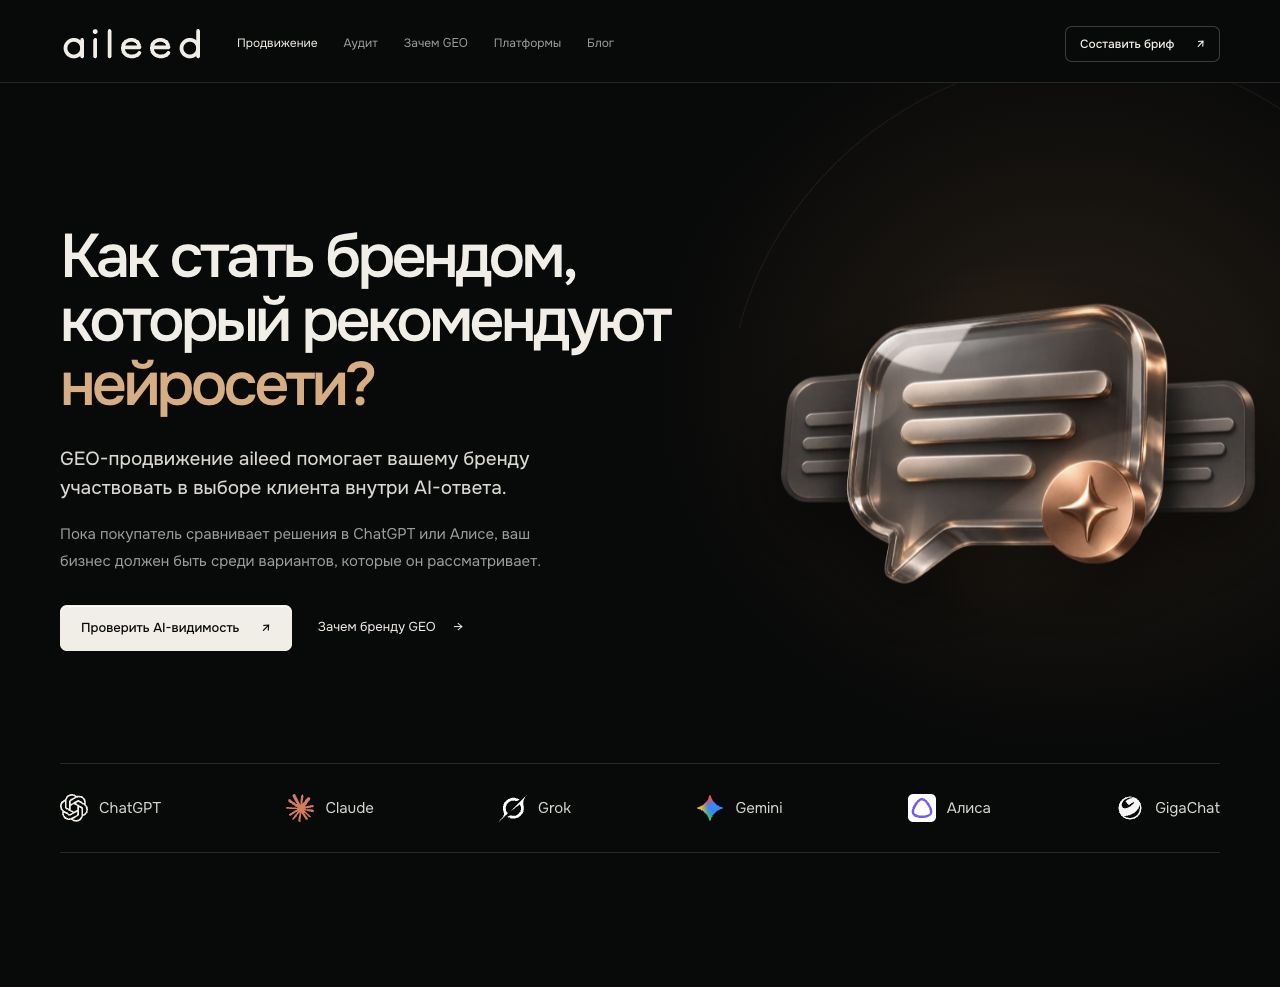 aileed
Продвижение
Аудит
Зачем GEO
Платформы
Блог
Составить бриф
Как стать брендом,
который рекомендуют
нейросети?
GEO-продвижение aileed помогает вашему бренду
участвовать в выборе клиента внутри AI-ответа.
Пока покупатель сравнивает решения в ChatGPT или Алисе, ваш
бизнес должен быть среди вариантов, которые он рассматривает.
Проверить AI-видимость
Зачем бренду GEO
ChatGPT
Claude
Grok
Gemini
Алиса
GigaChat